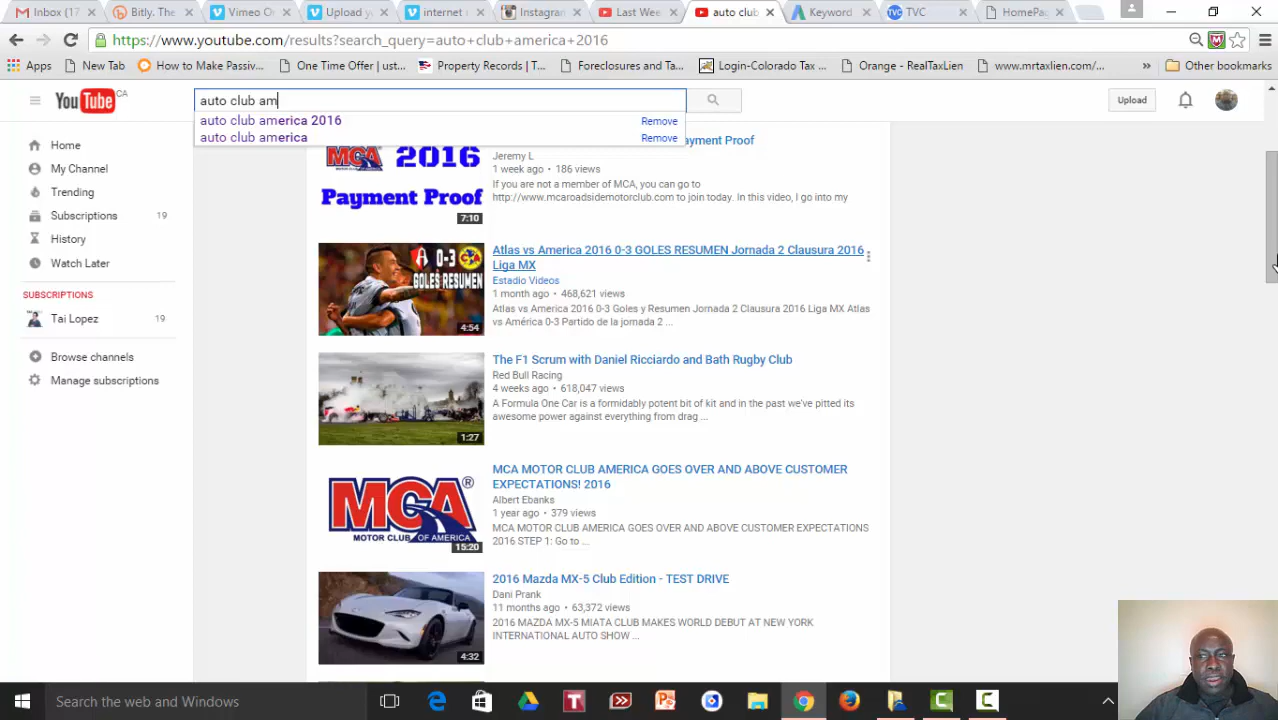 Inbox (17
Bitly. The
Vimeo O
Upload y
internet i
Instagram
Last Wee
auto club
Keyword
TVC
HomePag
https://www.youtube.com/results?search_query=auto+club+america+2016
Apps
New Tab
How to Make Passiv...
One Time Offer | ust...
Property Records | T...
Foreclosures and Ta...
Login-Colorado Tax ...
Orange - RealTaxLien
www.mrtaxlien.com/...
»
Other bookmarks
YouTube CA
auto club am
Upload
auto club america 2016 Remove
auto club america Remove
Home
My Channel
Trending
Subscriptions 19
History
Watch Later
SUBSCRIPTIONS
Tai Lopez 19
Browse channels
Manage subscriptions
MCA 2016
Payment Proof
7:10
ayment Proof
Jeremy L
1 week ago • 186 views
If you are not a member of MCA, you can go to
http://www.mcaroadsidemotorclub.com to join today. In this video, I go into my
0-3
GOLES RESUMEN
4:54
Atlas vs America 2016 0-3 GOLES RESUMEN Jornada 2 Clausura 2016
Liga MX
Estadio Videos
1 month ago • 468,621 views
Atlas vs America 2016 0-3 Goles y Resumen Jornada 2 Clausura 2016 Liga MX Atlas
vs América 0-3 Partido de la jornada 2 ...
1:27
The F1 Scrum with Daniel Ricciardo and Bath Rugby Club
Red Bull Racing
4 weeks ago • 618,047 views
A Formula One Car is a formidably potent bit of kit and in the past we've pitted its
awesome power against everything from drag ...
MCA®
MOTOR CLUB OF AMERICA
15:20
MCA MOTOR CLUB AMERICA GOES OVER AND ABOVE CUSTOMER
EXPECTATIONS! 2016
Albert Ebanks
1 year ago • 379 views
MCA MOTOR CLUB AMERICA GOES OVER AND ABOVE CUSTOMER EXPECTATIONS
2016 STEP 1: Go to ...
4:32
2016 Mazda MX-5 Club Edition - TEST DRIVE
Dani Prank
11 months ago • 63,372 views
2016 MAZDA MX-5 MIATA CLUB MAKES WORLD DEBUT AT NEW YORK
INTERNATIONAL AUTO SHOW ...
Search the web and Windows